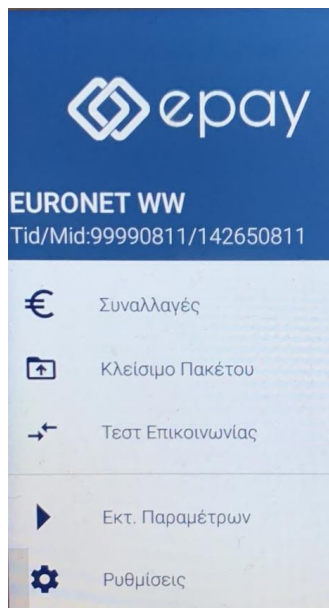 epay
EURONET WW
Tid/Mid:99990811/142650811
Συναλλαγές
Κλείσιμο Πακέτου
Τεστ Επικοινωνίας
Εκτ. Παραμέτρων
Ρυθμίσεις